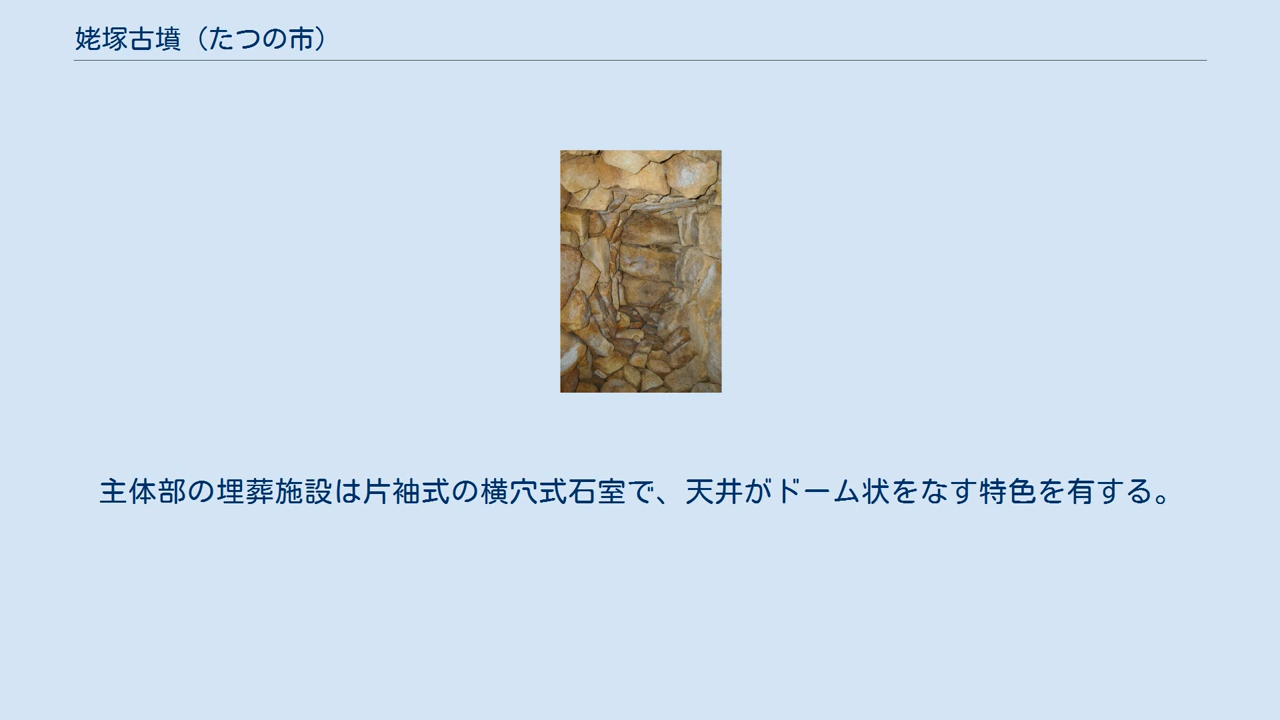 姥塚古墳（たつの市）
主体部の埋葬施設は片袖式の横穴式石室で、天井がドーム状をなす特色を有する。